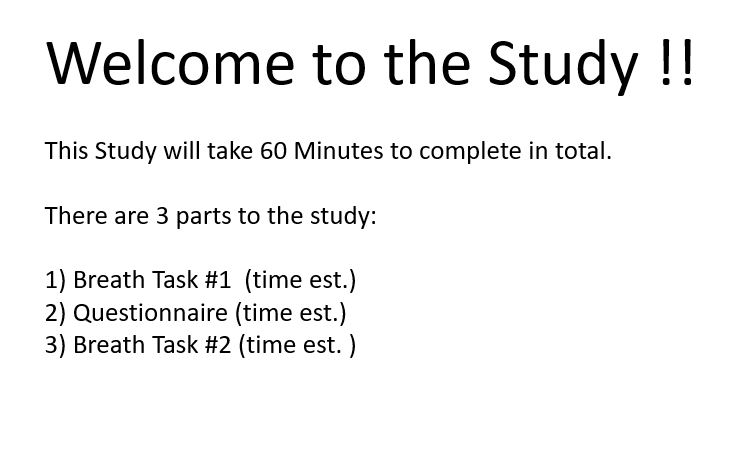 Welcome to the Study !!
This Study will take 60 Minutes to complete in total.
There are 3 parts to the study:
1) Breath Task #1  (time est.)
2) Questionnaire (time est.)
3) Breath Task #2 (time est. )